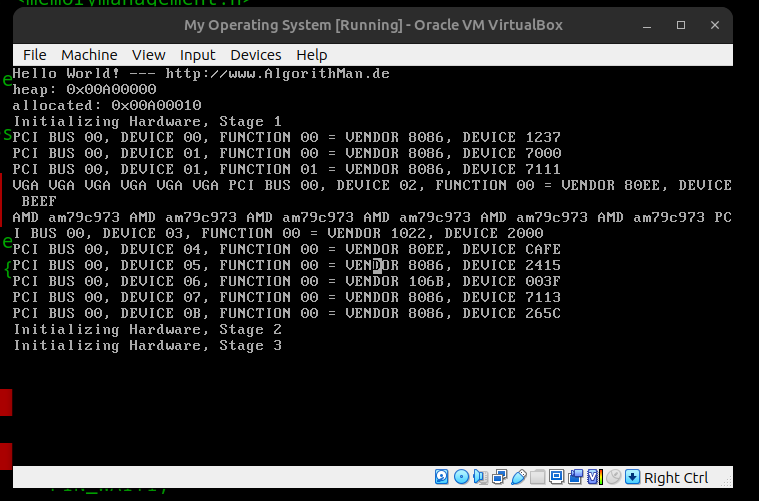 <memorymanagement.h>
My Operating System [Running] - Oracle VM VirtualBox
File Machine View Input Devices Help
Hello World! --- http://www.AlgorithMan.de
heap: 0x00A00000
allocated: 0x00A00010
Initializing Hardware, Stage 1
PCI BUS 00, DEVICE 00, FUNCTION 00 = VENDOR 8086, DEVICE 1237
PCI BUS 00, DEVICE 01, FUNCTION 00 = VENDOR 8086, DEVICE 7000
PCI BUS 00, DEVICE 01, FUNCTION 01 = VENDOR 8086, DEVICE 7111
VGA VGA VGA VGA VGA VGA PCI BUS 00, DEVICE 02, FUNCTION 00 = VENDOR 80EE, DEVICE
BEEF
AMD am79c973 AMD am79c973 AMD am79c973 AMD am79c973 AMD am79c973 AMD am79c973 PC
I BUS 00, DEVICE 03, FUNCTION 00 = VENDOR 1022, DEVICE 2000
PCI BUS 00, DEVICE 04, FUNCTION 00 = VENDOR 80EE, DEVICE CAFE
PCI BUS 00, DEVICE 05, FUNCTION 00 = VENDOR 8086, DEVICE 2415
PCI BUS 00, DEVICE 06, FUNCTION 00 = VENDOR 106B, DEVICE 003F
PCI BUS 00, DEVICE 07, FUNCTION 00 = VENDOR 8086, DEVICE 7113
PCI BUS 00, DEVICE 0B, FUNCTION 00 = VENDOR 8086, DEVICE 265C
Initializing Hardware, Stage 2
Initializing Hardware, Stage 3
e
s
e
{
Right Ctrl